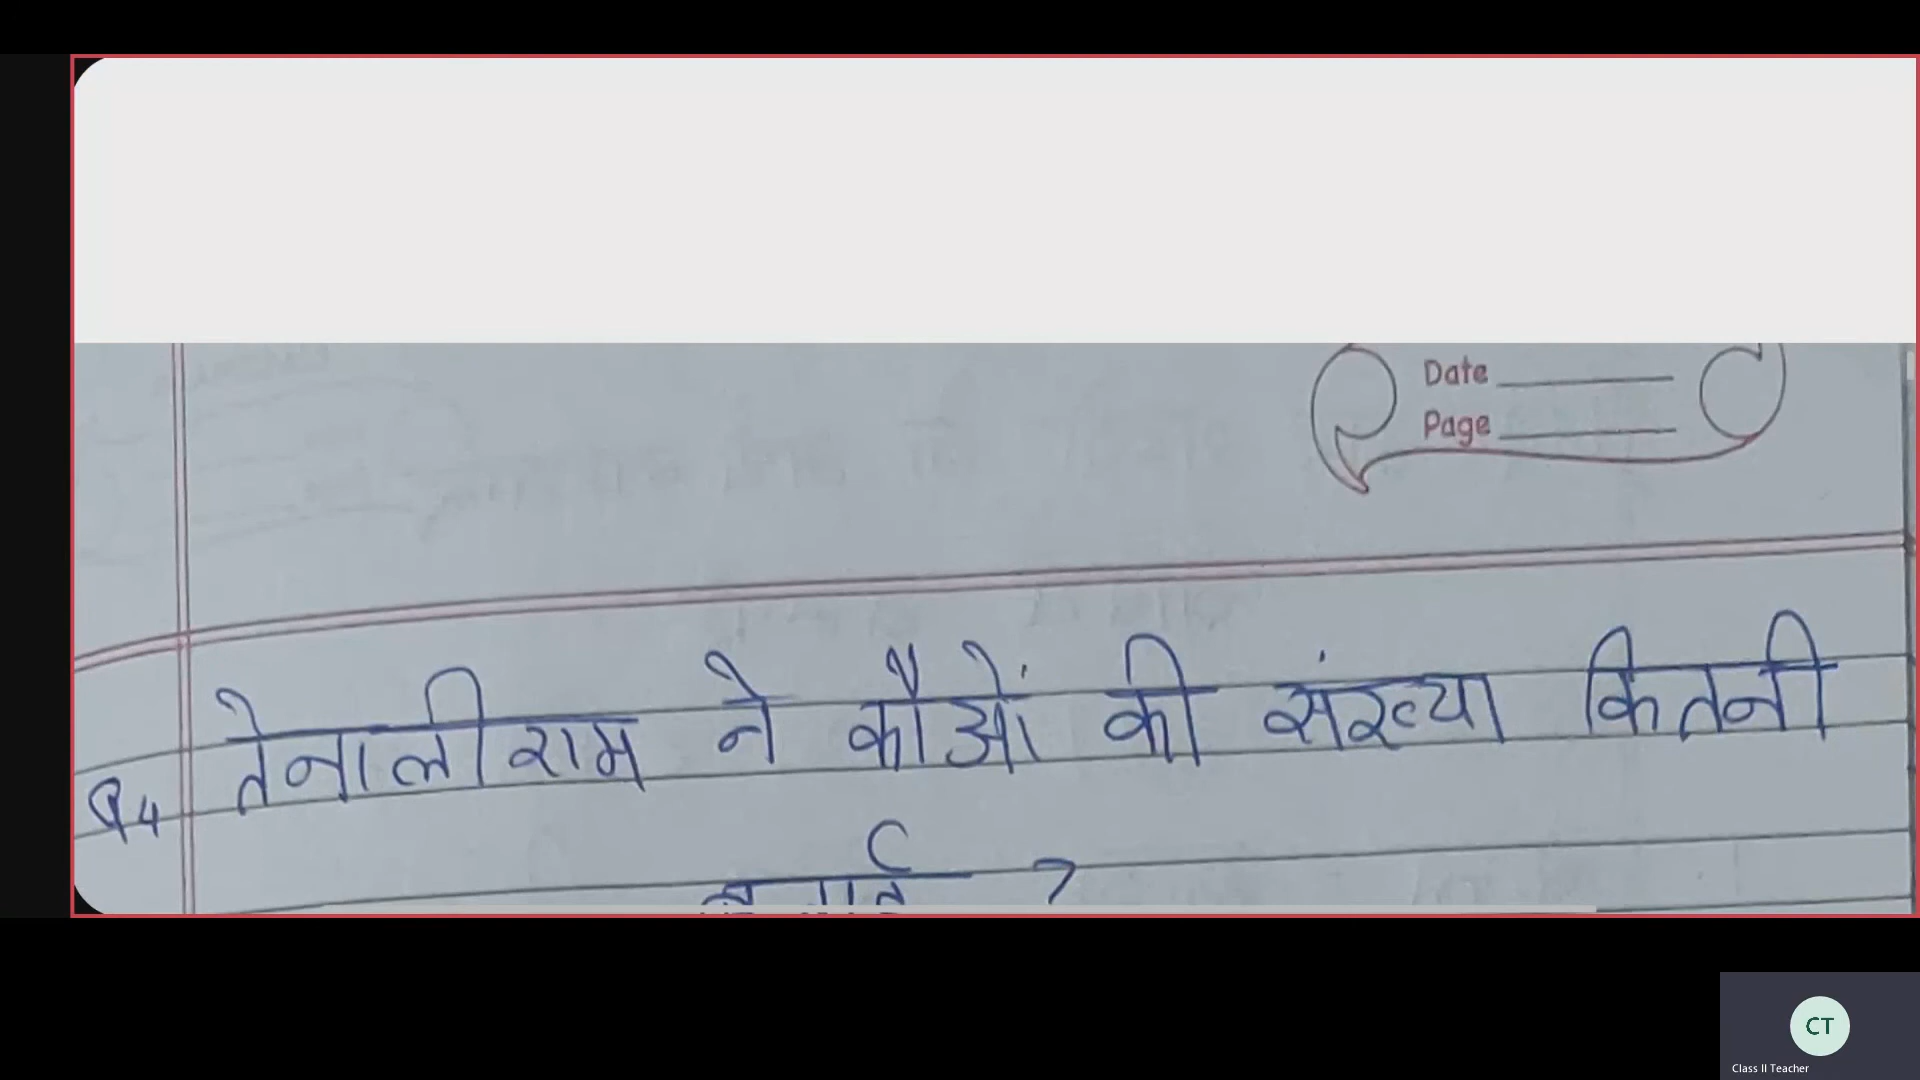 Date
Page
Q4 तेनालीराम ने कौओं की संख्या कितनी
?
CT
Class II Teacher